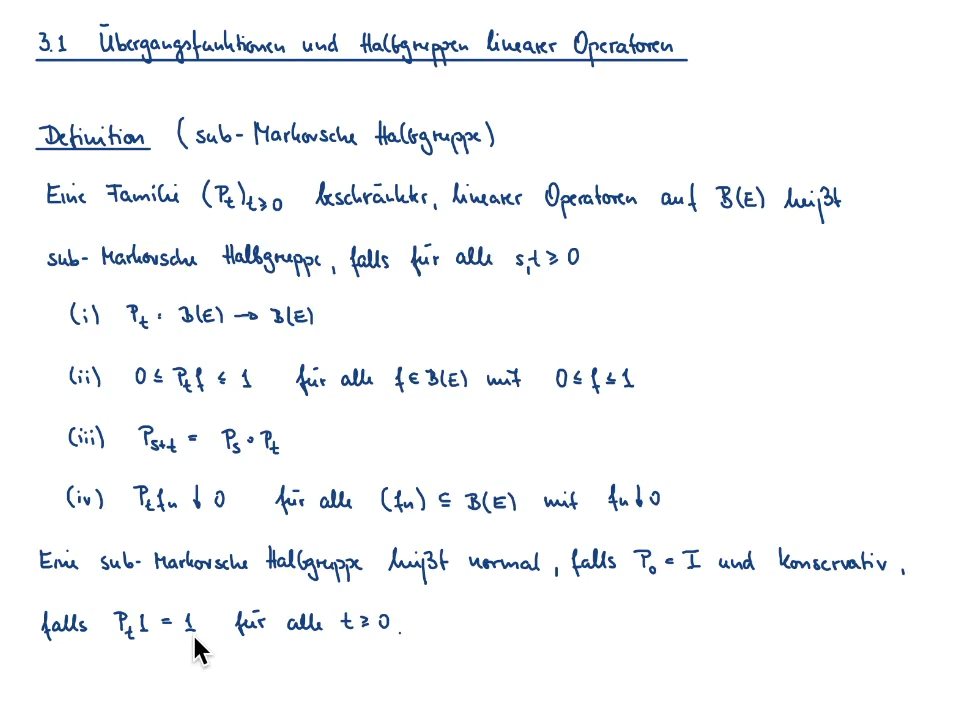 3.1 Übergangsfunktionen und Halbgruppen linearer Operatoren
Definition (sub-Markovsche Halbgruppe)
Eine Familie (P_t)_{t≥0} beschränkter, linearer Operatoren auf B(E) heißt
sub-Markovsche Halbgruppe, falls für alle s,t ≥ 0
(i) P_t : B(E) → B(E)
(ii) 0 ≤ P_t f ≤ 1 für alle f ∈ B(E) mit 0 ≤ f ≤ 1
(iii) P_{s+t} = P_s ∘ P_t
(iv) P_t f_n ↓ 0 für alle (f_n) ⊆ B(E) mit f_n ↓ 0
Eine sub-Markovsche Halbgruppe heißt normal, falls P_0 = I und konservativ,
falls P_t 1 = 1 für alle t ≥ 0.